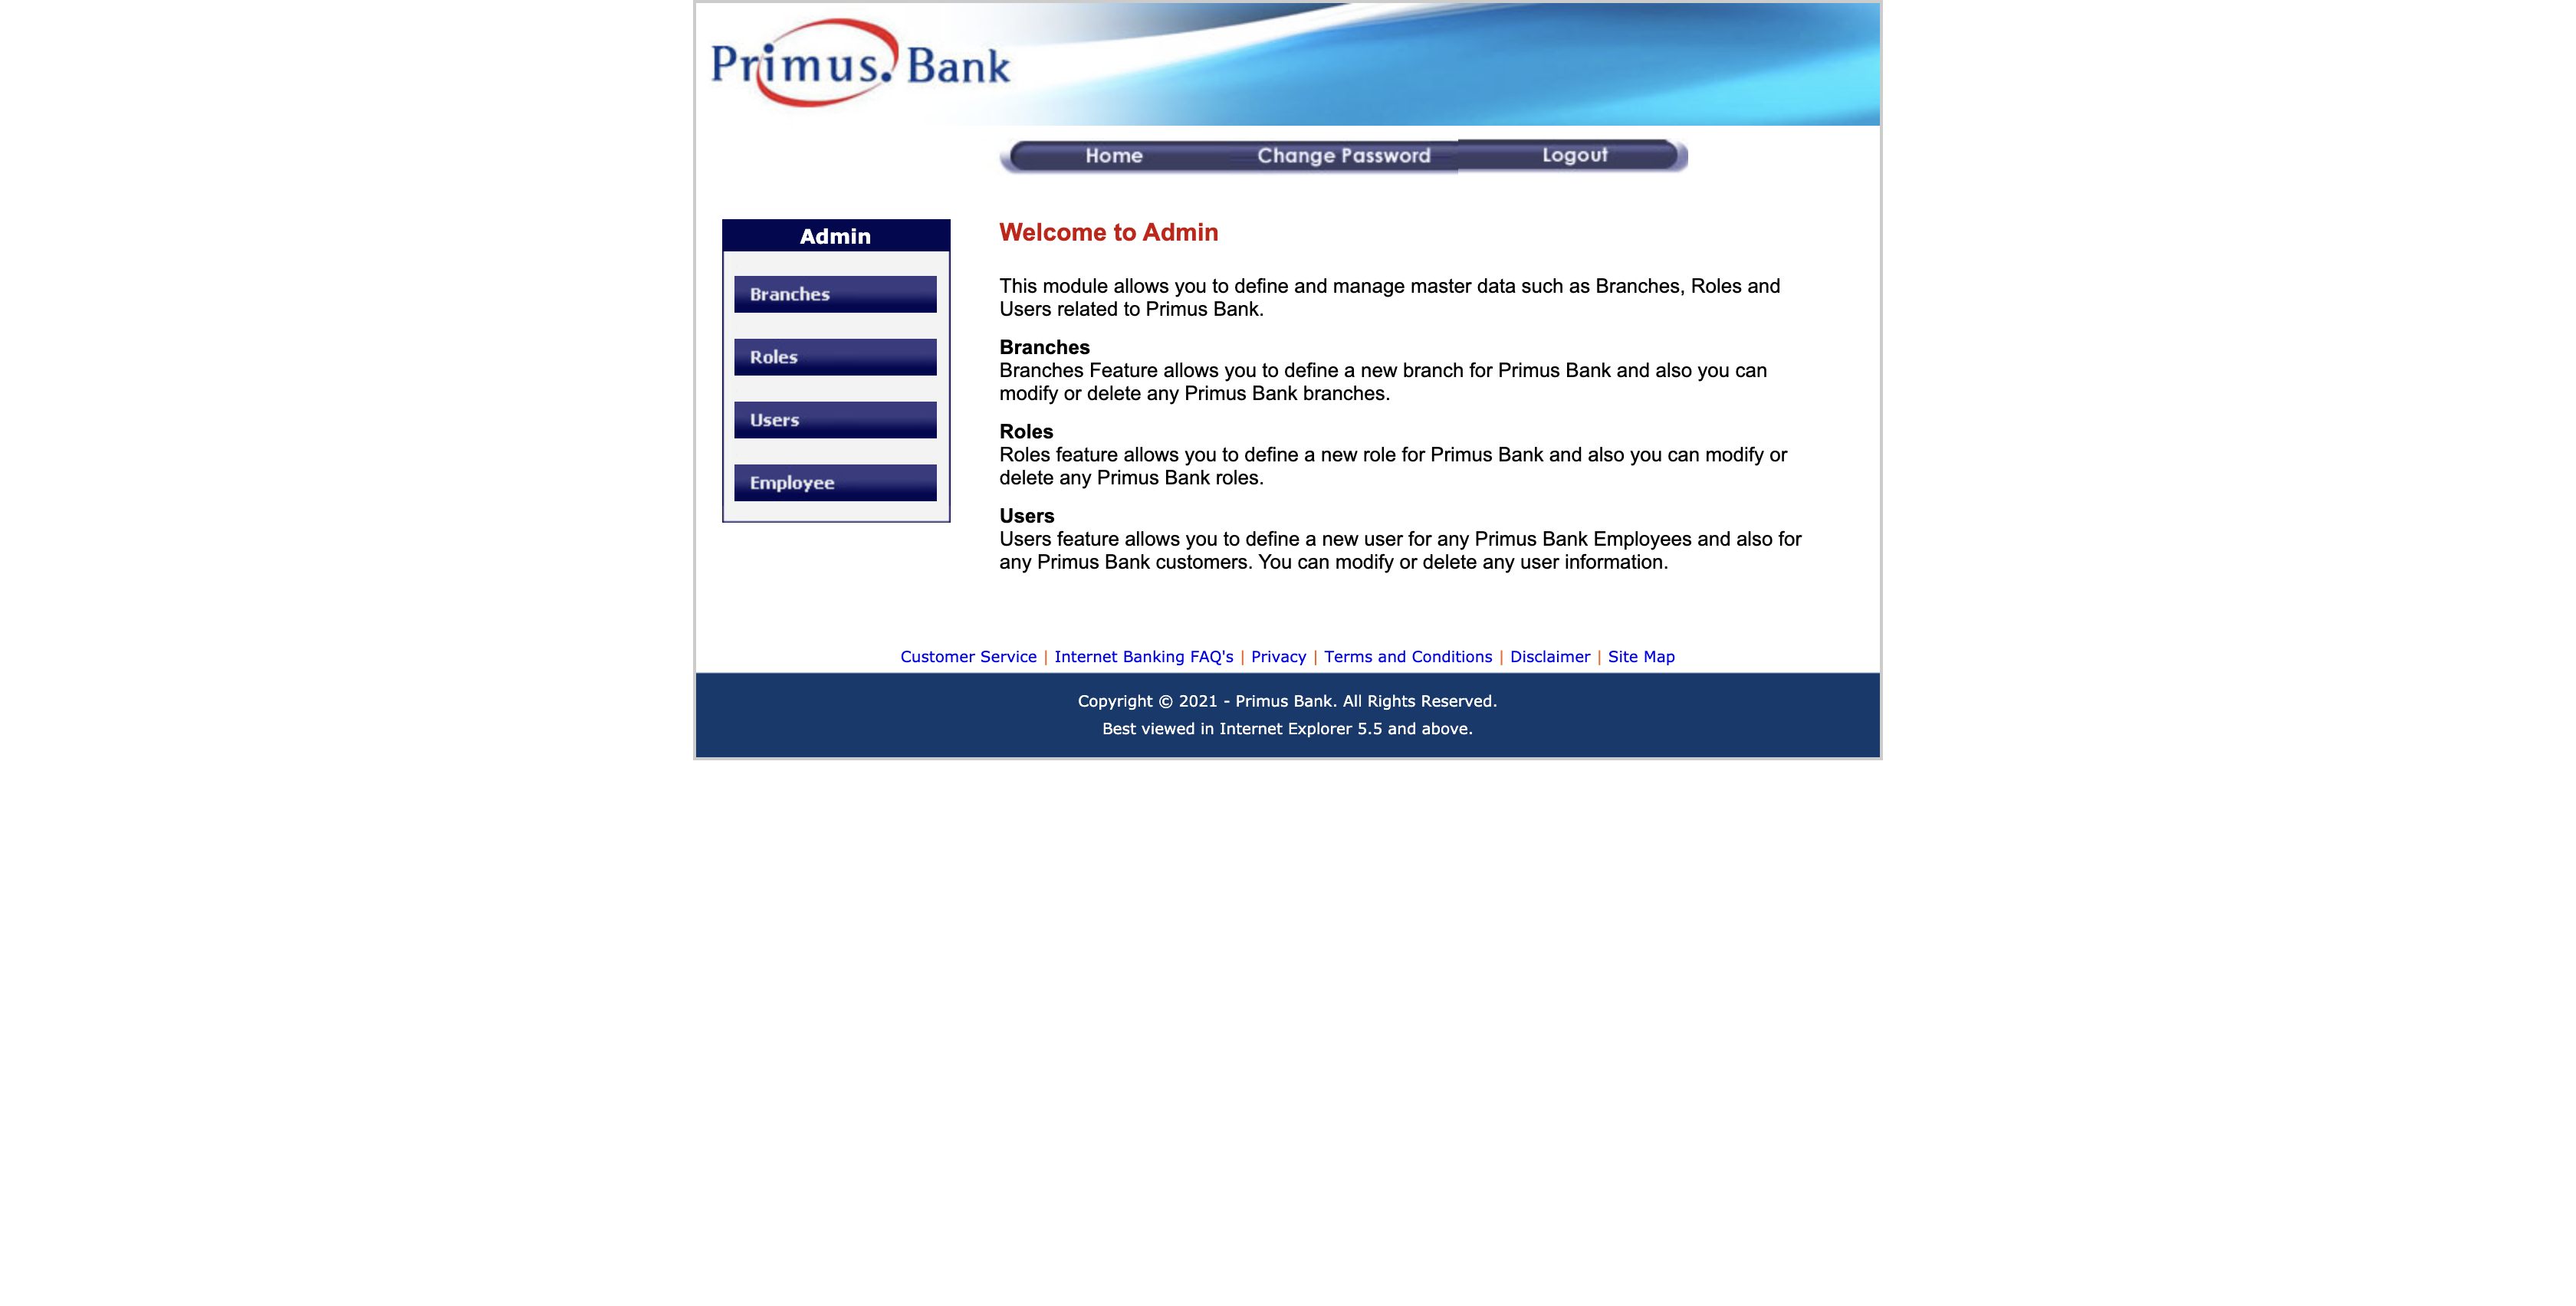 Primus. Bank
Home
Change Password
Logout
Admin
Branches
Roles
Users
Employee
Welcome to Admin
This module allows you to define and manage master data such as Branches, Roles and
Users related to Primus Bank.
Branches
Branches Feature allows you to define a new branch for Primus Bank and also you can
modify or delete any Primus Bank branches.
Roles
Roles feature allows you to define a new role for Primus Bank and also you can modify or
delete any Primus Bank roles.
Users
Users feature allows you to define a new user for any Primus Bank Employees and also for
any Primus Bank customers. You can modify or delete any user information.
Customer Service | Internet Banking FAQ's | Privacy | Terms and Conditions | Disclaimer | Site Map
Copyright © 2021 - Primus Bank. All Rights Reserved.
Best viewed in Internet Explorer 5.5 and above.